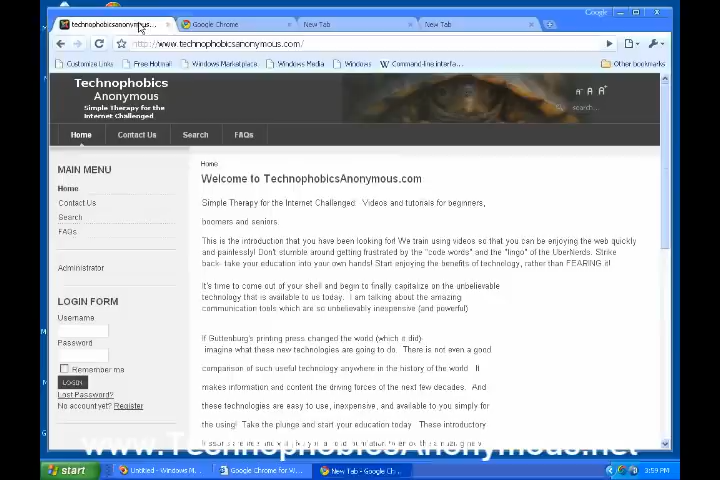 Google
technophobicsanonymous... Google Chrome New Tab New Tab
http://www.technophobicsanonymous.com/
Customize Links Free Hotmail Windows Marketplace Windows Media Windows Command-line interfa... Other bookmarks
Technophobics
Anonymous
Simple Therapy for the
Internet Challenged
A- A A+
search...
Home Contact Us Search FAQs
MAIN MENU
Home
Contact Us
Search
FAQs
Administrator
LOGIN FORM
Username
Password
Remember me
LOGIN
Lost Password?
No account yet? Register
Home
Welcome to TechnophobicsAnonymous.com
Simple Therapy for the Internet Challenged. Videos and tutorials for beginners,
boomers and seniors.
This is the introduction that you have been looking for! We train using videos so that you can be enjoying the web quickly
and painlessly! Don't stumble around getting frustrated by the "code words" and the "lingo" of the UberNerds. Strike
back- take your education into your own hands! Start enjoying the benefits of technology, rather than FEARING it!
It's time to come out of your shell and begin to finally capitalize on the unbelievable
technology that is available to us today. I am talking about the amazing
communication tools which are so unbelievably inexpensive (and powerful)
If Guttenburg's printing press changed the world (which it did)
imagine what these new technologies are going to do. There is not even a good
comparison of such useful technology anywhere in the history of the world. It
makes information and content the driving forces of the next few decades. And
these technologies are easy to use, inexpensive, and available to you simply for
the using! Take the plunge and start your education today. These introductory
www.TechnophobicsAnonymous.net
start Untitled - Windows M... Google Chrome for W... New Tab - Google Ch... 3:59 PM